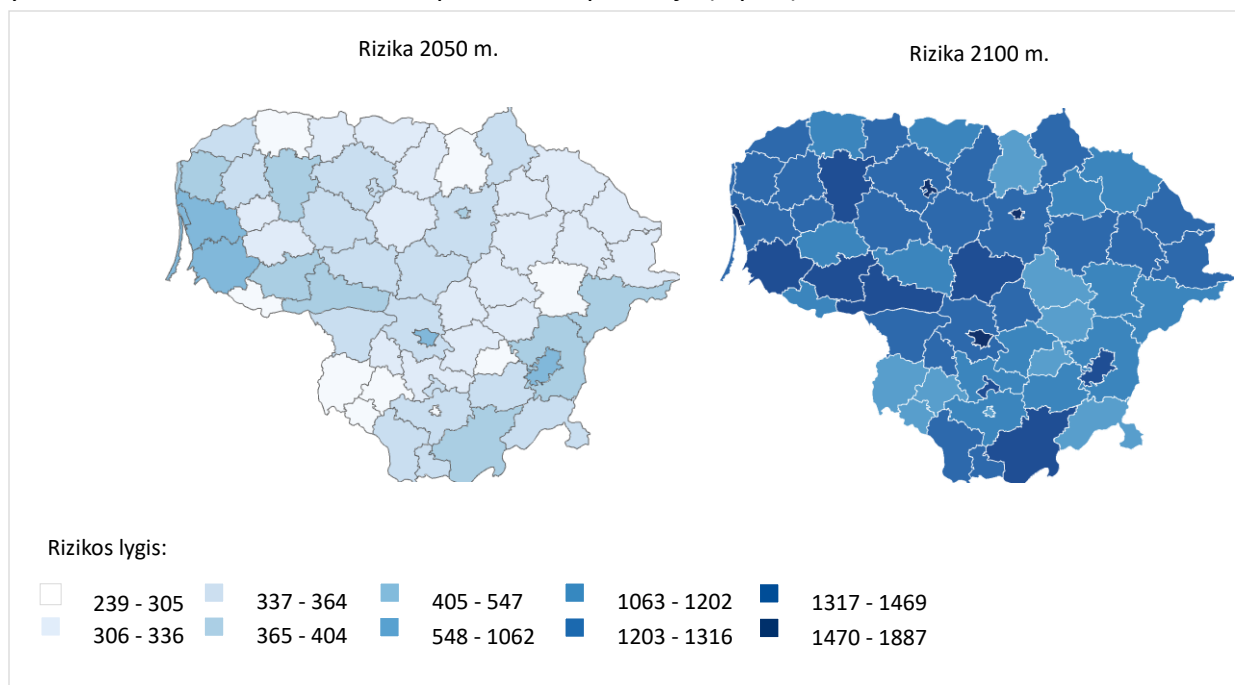 Rizika 2050 m.
Rizika 2100 m.
Rizikos lygis:
239 - 305
337 - 364
405 - 547
1063 - 1202
1317 - 1469
306 - 336
365 - 404
548 - 1062
1203 - 1316
1470 - 1887